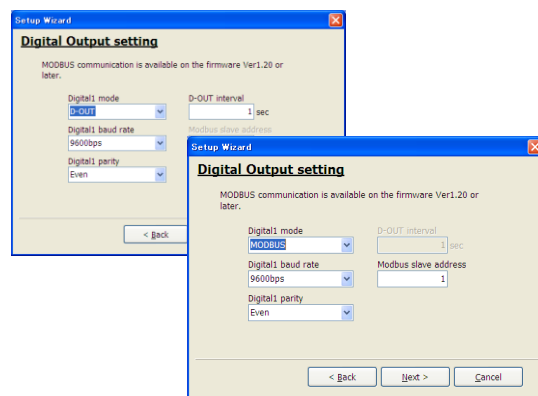 Setup Wizard
Digital Output setting
MODBUS communication is available on the firmware Ver1.20 or
later.
Digital1 mode
D-OUT interval
D-OUT
1 sec
Digital1 baud rate
Modbus slave address
9600bps
Digital1 parity
Even
< Back
Setup Wizard
Digital Output setting
MODBUS communication is available on the firmware Ver1.20 or
later.
Digital1 mode
D-OUT interval
MODBUS
1 sec
Digital1 baud rate
Modbus slave address
9600bps
1
Digital1 parity
Even
< Back
Next >
Cancel